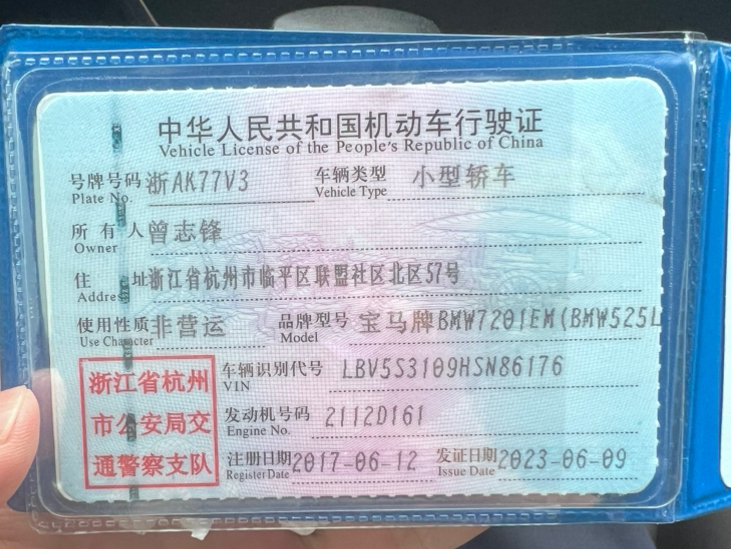 中华人民共和国机动车行驶证
Vehicle License of the People's Republic of China
号牌号码 浙AK77V3 车辆类型 小型轿车
Plate No. Vehicle Type
所有人 曾志锋
Owner
住址 浙江省杭州市临平区联盟社区北区57号
Address
使用性质 非营运 品牌型号 宝马牌BMW7201EM(BMW525L
Use Character Model
浙江省杭州
市公安局交
通警察支队
车辆识别代号 LBV5S3109HSN86176
VIN
发动机号码 2112D161
Engine No.
注册日期 2017-06-12 发证日期 2023-06-09
Register Date Issue Date